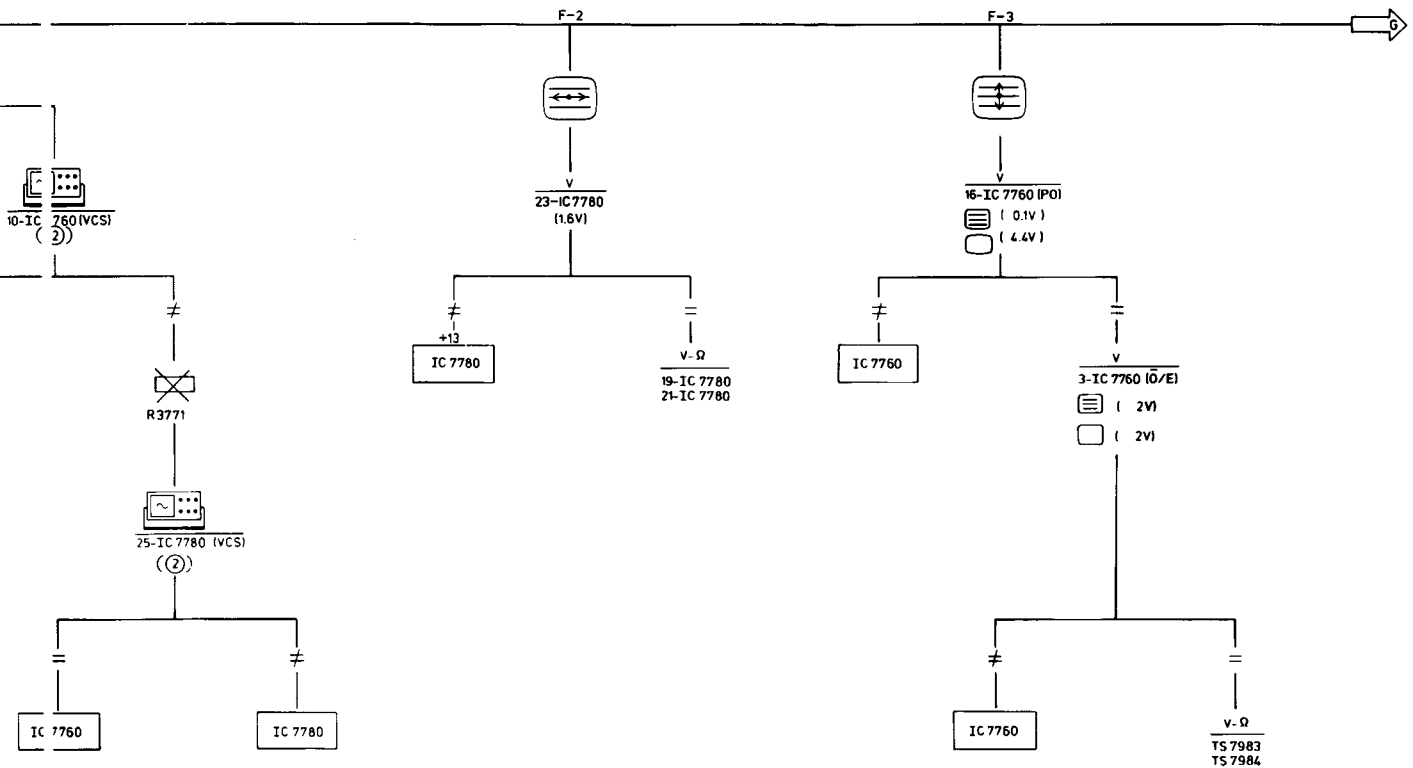 F-2
F-3
G
10-IC 7760 (VCS)
(2)
23-IC 7780
(1.6V)
V
16-IC 7760 (PO)
( 0.1V )
( 4.4V )
V
≠
R3771
25-IC 7780 (VCS)
(2)
=
IC 7760
≠
IC 7780
≠
+13
IC 7780
=
V-Ω
19-IC 7780
21-IC 7780
≠
IC 7760
=
V
3-IC 7760 (Ō/E)
( 2V)
( 2V)
≠
IC 7760
=
V-Ω
TS 7983
TS 7984